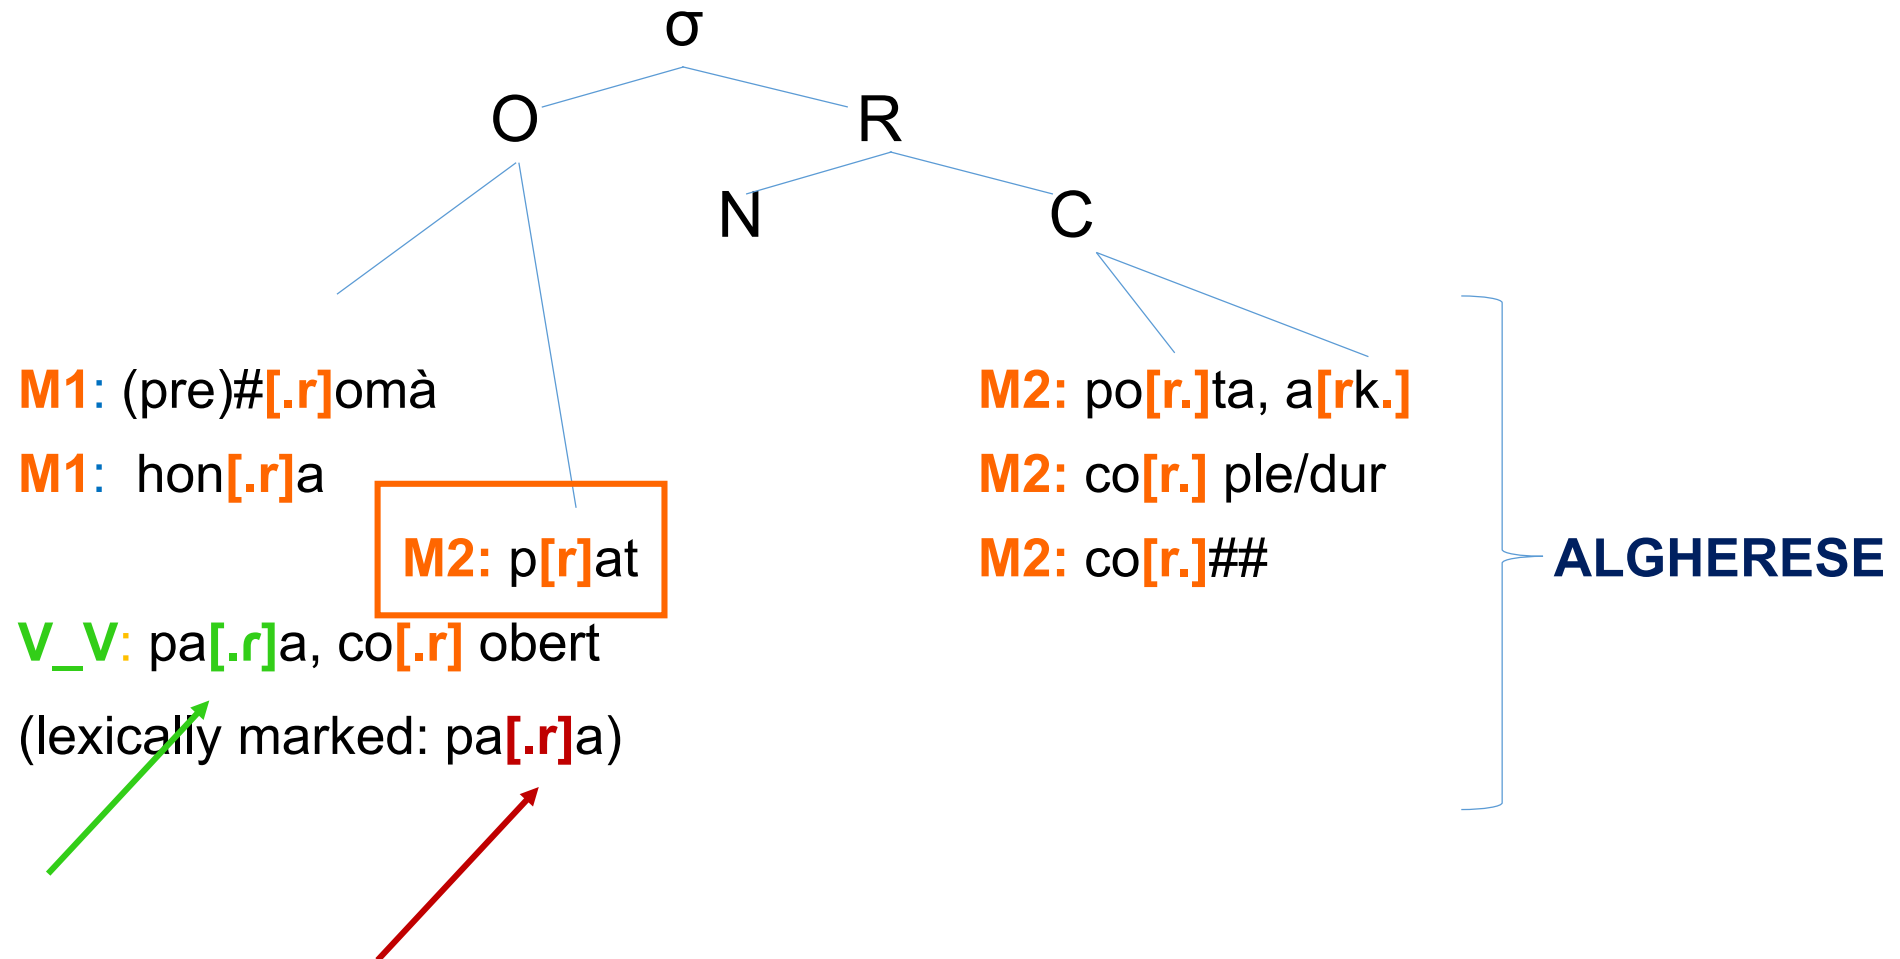 σ
O
R
N
C
M1: (pre)#[.r]omà
M1: hon[.r]a
M2: p[r]at
V_V: pa[.ɾ]a, co[.r] obert
(lexically marked: pa[.r]a)
M2: po[r.]ta, a[rk.]
M2: co[r.] ple/dur
M2: co[r.]##
ALGHERESE